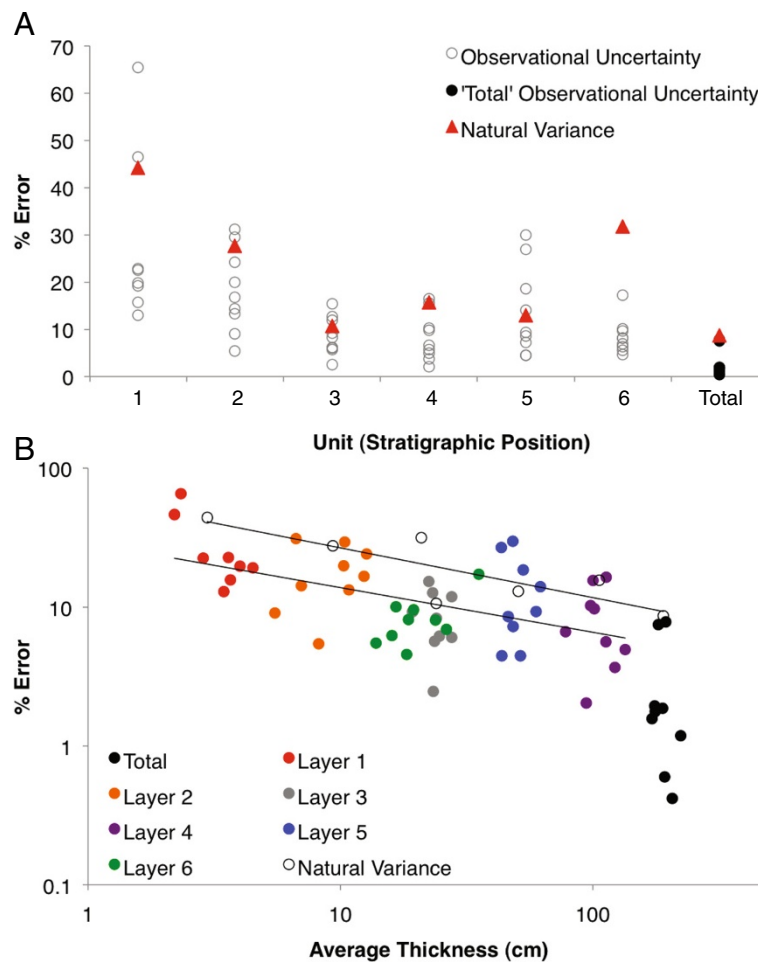 A
70
60
50
40
30
20
10
0
% Error
Observational Uncertainty
'Total' Observational Uncertainty
Natural Variance
1 2 3 4 5 6 Total
Unit (Stratigraphic Position)
B
100
10
1
0.1
% Error
Total
Layer 1
Layer 2
Layer 3
Layer 4
Layer 5
Layer 6
Natural Variance
1 10 100
Average Thickness (cm)